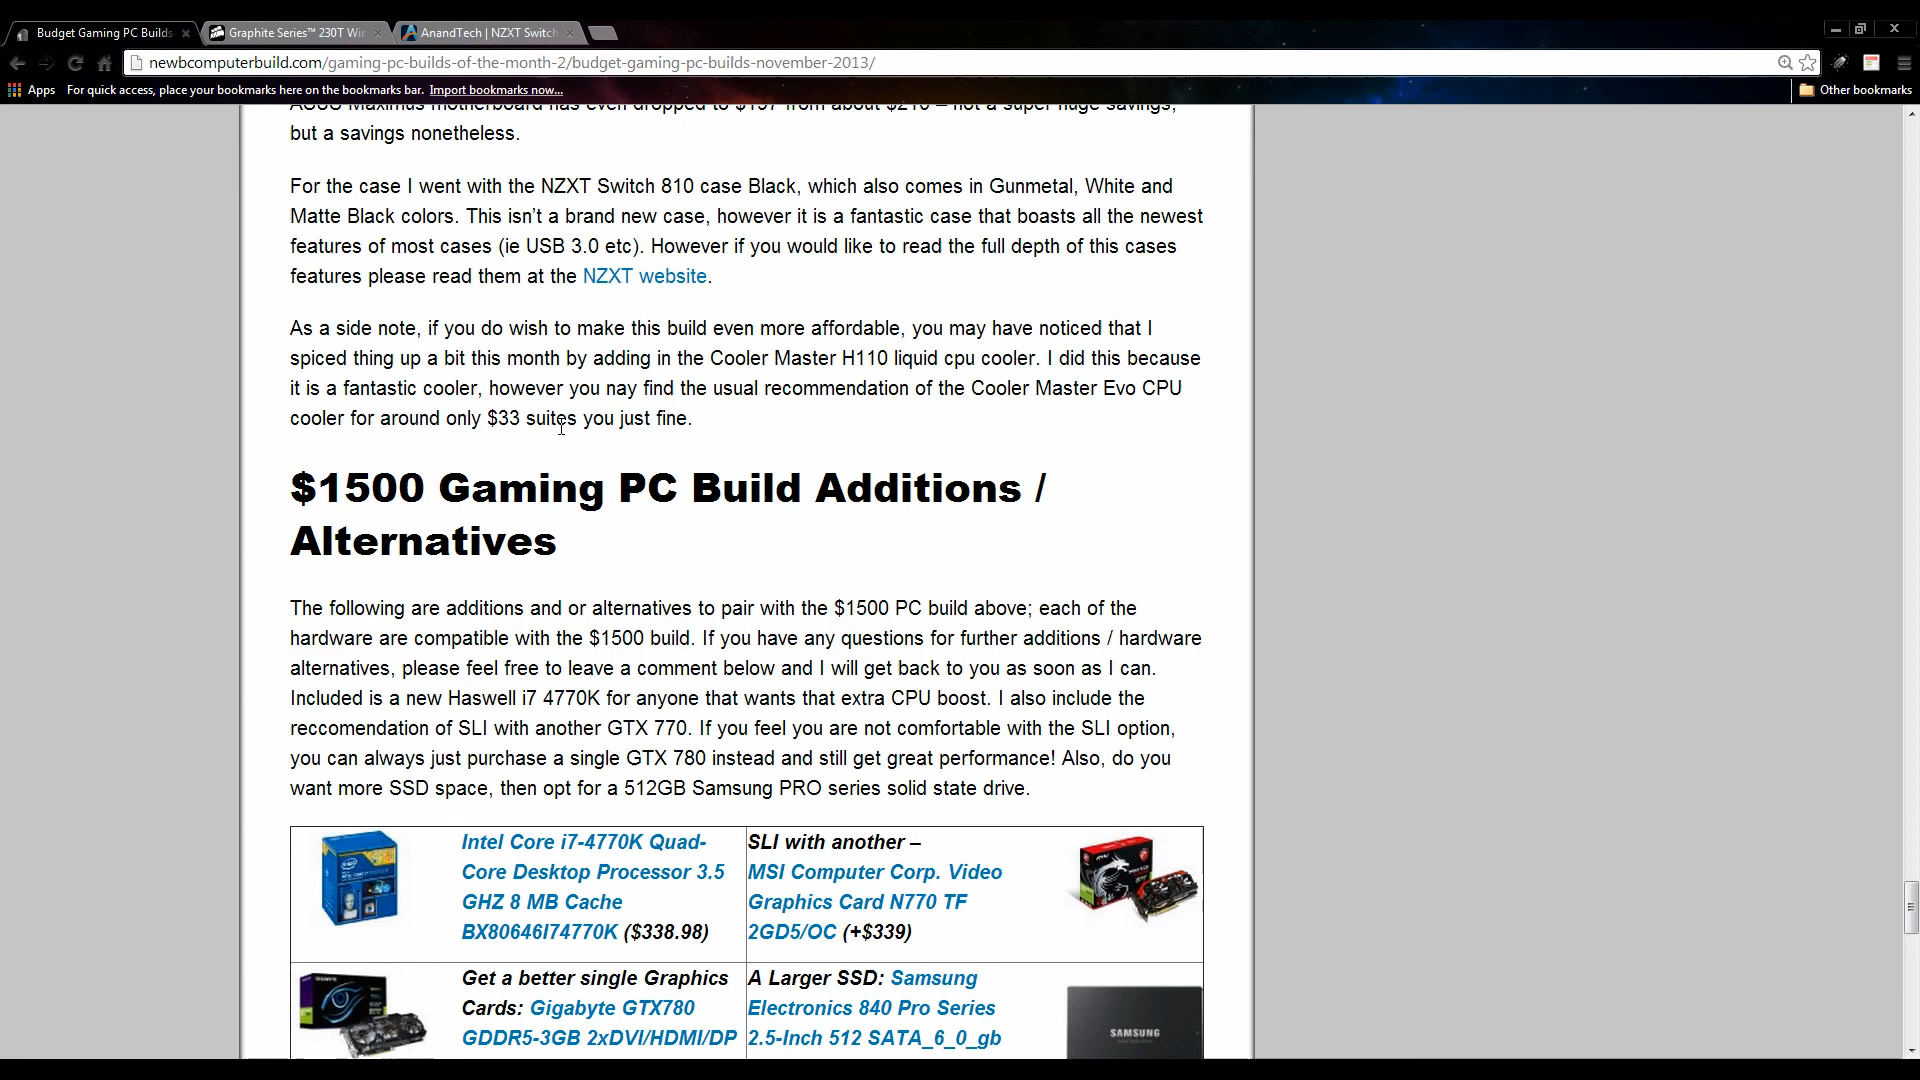 Budget Gaming PC Builds
Graphite Series™ 230T Wi
AnandTech | NZXT Switch
newbcomputerbuild.com/gaming-pc-builds-of-the-month-2/budget-gaming-pc-builds-november-2013/
Apps For quick access, place your bookmarks here on the bookmarks bar. Import bookmarks now... Other bookmarks
ASUS Maximus motherboard has even dropped to $197 from about $210 – not a super huge savings,
but a savings nonetheless.
For the case I went with the NZXT Switch 810 case Black, which also comes in Gunmetal, White and
Matte Black colors. This isn't a brand new case, however it is a fantastic case that boasts all the newest
features of most cases (ie USB 3.0 etc). However if you would like to read the full depth of this cases
features please read them at the NZXT website.
As a side note, if you do wish to make this build even more affordable, you may have noticed that I
spiced thing up a bit this month by adding in the Cooler Master H110 liquid cpu cooler. I did this because
it is a fantastic cooler, however you nay find the usual recommendation of the Cooler Master Evo CPU
cooler for around only $33 suites you just fine.
$1500 Gaming PC Build Additions /
Alternatives
The following are additions and or alternatives to pair with the $1500 PC build above; each of the
hardware are compatible with the $1500 build. If you have any questions for further additions / hardware
alternatives, please feel free to leave a comment below and I will get back to you as soon as I can.
Included is a new Haswell i7 4770K for anyone that wants that extra CPU boost. I also include the
reccomendation of SLI with another GTX 770. If you feel you are not comfortable with the SLI option,
you can always just purchase a single GTX 780 instead and still get great performance! Also, do you
want more SSD space, then opt for a 512GB Samsung PRO series solid state drive.
Intel Core i7-4770K Quad-
Core Desktop Processor 3.5
GHZ 8 MB Cache
BX80646I74770K ($338.98)
SLI with another –
MSI Computer Corp. Video
Graphics Card N770 TF
2GD5/OC (+$339)
Get a better single Graphics
Cards: Gigabyte GTX780
GDDR5-3GB 2xDVI/HDMI/DP
A Larger SSD: Samsung
Electronics 840 Pro Series
2.5-Inch 512 SATA_6_0_gb
SAMSUNG